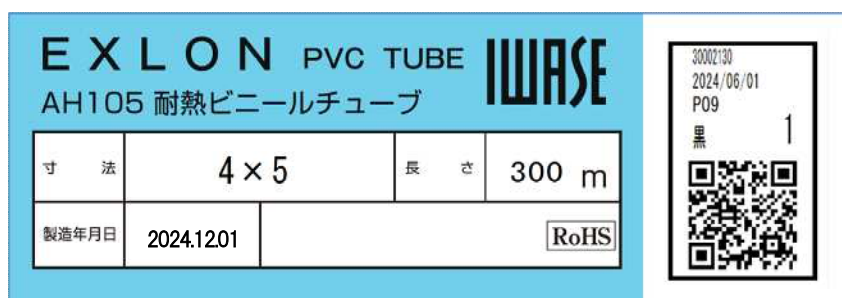 EXLON PVC TUBE IWASE
AH105 耐熱ビニールチューブ
寸 法 4×5 長 さ 300 m
製造年月日 2024.12.01 RoHS
30002130
2024/06/01
P09
黒 1